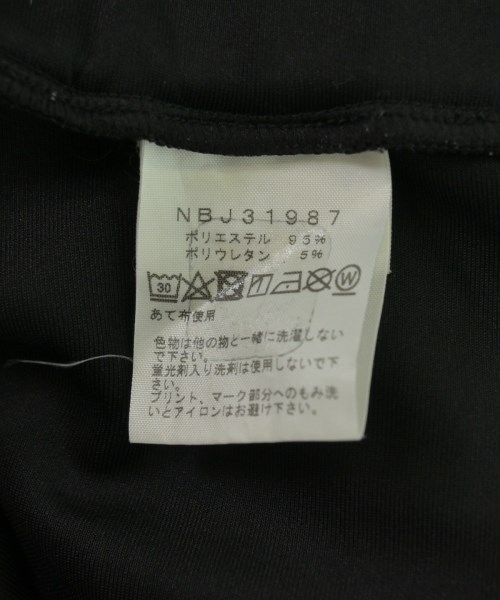 NBJ31987
ポリエステル 95%
ポリウレタン 5%
30 W
あて布使用
色物は他の物と一緒に洗濯しない
で下さい。
蛍光剤入り洗剤は使用しないで下
さい。
プリント、マーク部分へのもみ洗
いとアイロンはお避け下さい。